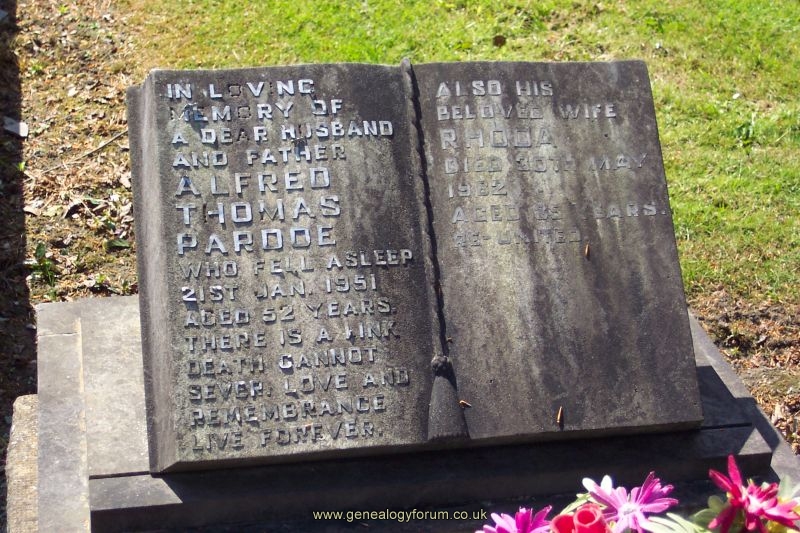 IN LOVING
MEMORY OF
A DEAR HUSBAND
AND FATHER
ALFRED
THOMAS
PARDOE
WHO FELL ASLEEP
21ST JAN. 1951
AGED 52 YEARS.
THERE IS A LINK
DEATH CANNOT
SEVER, LOVE AND
REMEMBRANCE
LIVE FOREVER.
ALSO HIS
BELOVED WIFE
RHODA
DIED 30TH MAY
1982
AGED YEARS.
RE-UNITED.
www.genealogyforum.co.uk